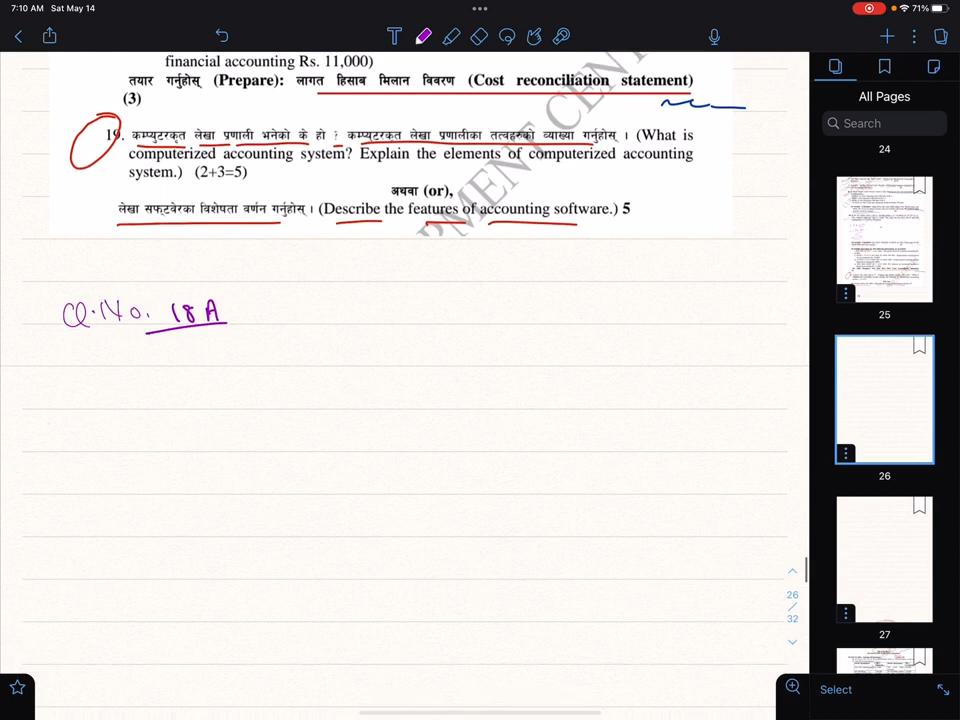 7:10 AM Sat May 14
71%
financial accounting Rs. 11,000)
तयार गर्नुहोस् (Prepare): लागत हिसाब मिलान विवरण (Cost reconciliation statement)
(3)
19. कम्प्युटरकृत लेखा प्रणाली भनेको के हो ? कम्प्यूटरकृत लेखा प्रणालीका तत्वहरुको व्याख्या गर्नुहोस् । (What is
computerized accounting system? Explain the elements of computerized accounting
system.) (2+3=5)
अथवा (or),
लेखा सफ्टवेरका विशेषता वर्णन गर्नुहोस् । (Describe the features of accounting software.) 5
Q.No. 18A
All Pages
Search
24
25
26
27
26
/
32
Select